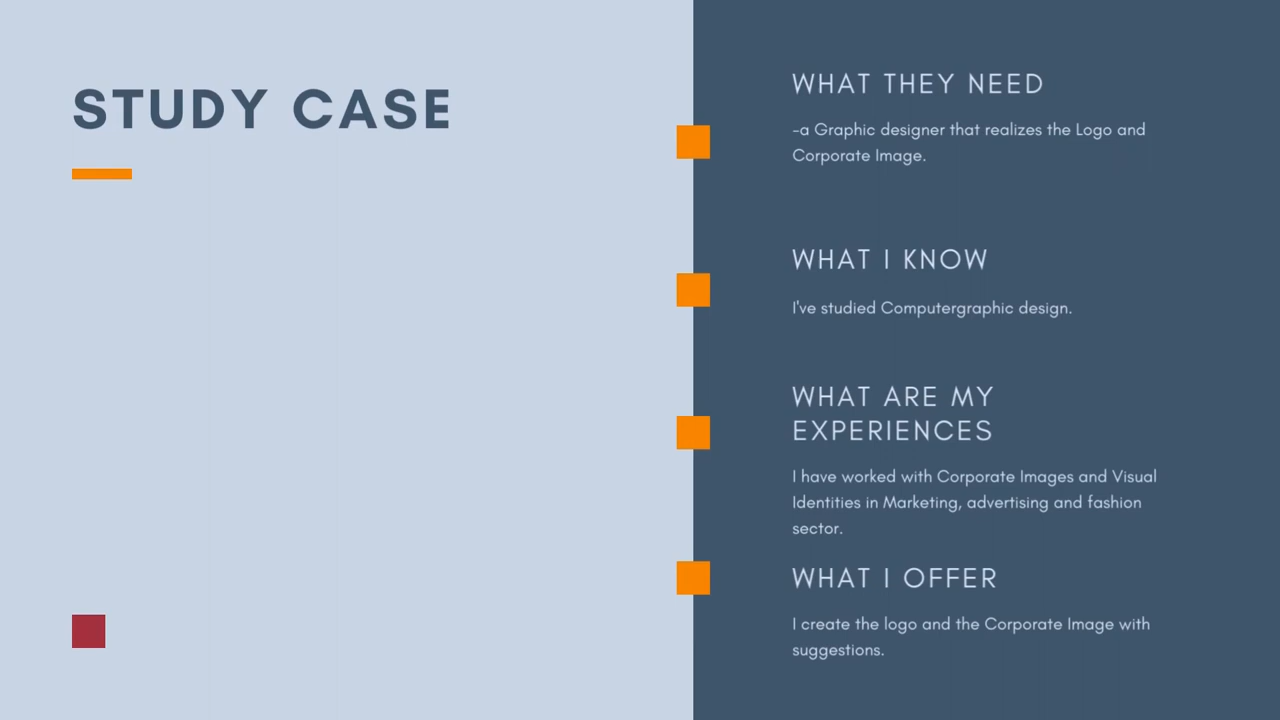 STUDY CASE
WHAT THEY NEED
-a Graphic designer that realizes the Logo and
Corporate Image.
WHAT I KNOW
I've studied Computergraphic design.
WHAT ARE MY
EXPERIENCES
I have worked with Corporate Images and Visual
Identities in Marketing, advertising and fashion
sector.
WHAT I OFFER
I create the logo and the Corporate Image with
suggestions.